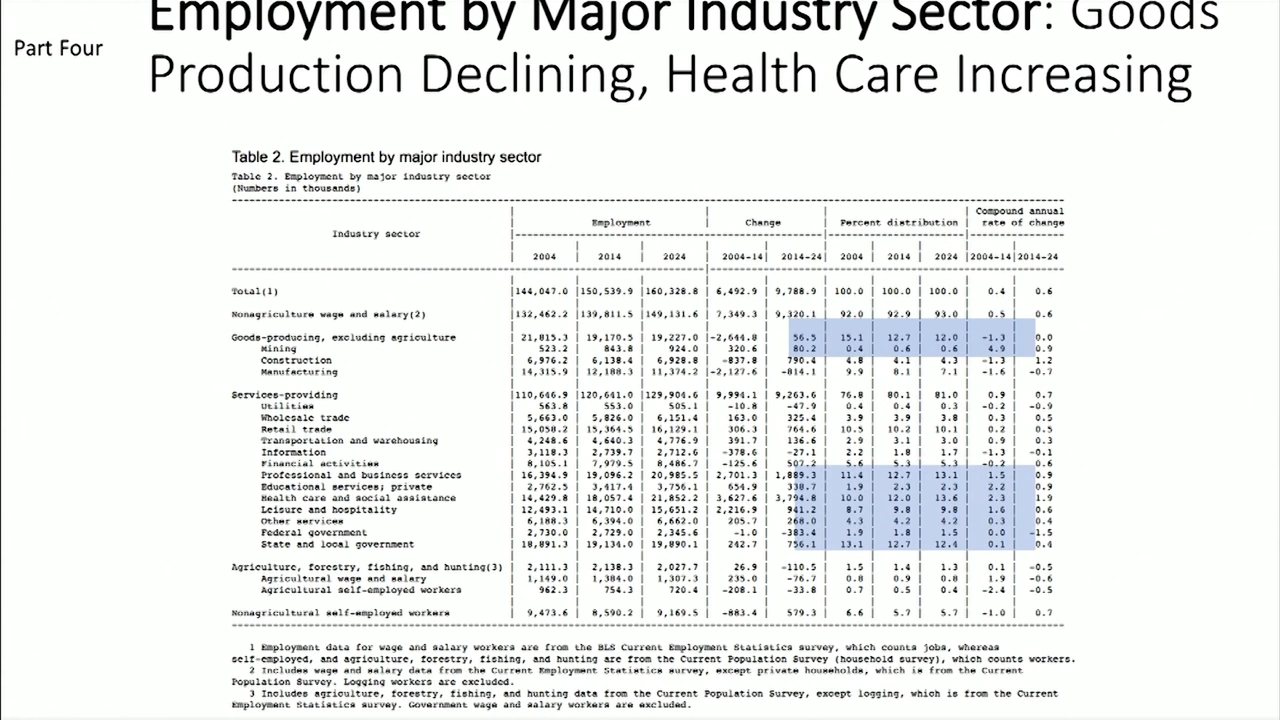 Employment by Major Industry Sector: Goods
Part Four
Production Declining, Health Care Increasing
Table 2. Employment by major industry sector
Table 2. Employment by major industry sector
(Numbers in thousands)
Compound annual
Employment Change Percent distribution rate of change
Industry sector
2004 2014 2024 2004-14 2014-24 2004 2014 2024 2004-14 2014-24
Total(1) 144,047.0 150,539.9 160,328.8 6,492.9 9,788.9 100.0 100.0 100.0 0.4 0.6
Nonagriculture wage and salary(2) 132,462.2 139,811.5 149,131.6 7,349.3 9,320.1 92.0 92.9 93.0 0.5 0.6
Goods-producing, excluding agriculture 21,815.3 19,170.5 19,227.0 -2,644.8 56.5 15.1 12.7 12.0 -1.3 0.0
Mining 523.2 843.8 924.0 320.6 80.2 0.4 0.6 0.6 4.9 0.9
Construction 6,976.2 6,138.4 6,928.8 -837.8 790.4 4.8 4.1 4.3 -1.3 1.2
Manufacturing 14,315.9 12,188.3 11,374.2 -2,127.6 -814.1 9.9 8.1 7.1 -1.6 -0.7
Services-providing 110,646.9 120,641.0 129,904.6 9,994.1 9,263.6 76.8 80.1 81.0 0.9 0.7
Utilities 563.8 553.0 505.1 -10.8 -47.9 0.4 0.4 0.3 -0.2 -0.9
Wholesale trade 5,663.0 5,826.0 6,151.4 163.0 325.4 3.9 3.9 3.8 0.3 0.5
Retail trade 15,058.2 15,364.5 16,129.1 306.3 764.6 10.5 10.2 10.1 0.2 0.5
Transportation and warehousing 4,248.6 4,640.3 4,776.9 391.7 136.6 2.9 3.1 3.0 0.9 0.3
Information 3,118.3 2,739.7 2,712.6 -378.6 -27.1 2.2 1.8 1.7 -1.3 -0.1
Financial activities 8,105.1 7,979.5 8,486.7 -125.6 507.2 5.6 5.3 5.3 -0.2 0.6
Professional and business services 16,394.9 19,096.2 20,985.5 2,701.3 1,889.3 11.4 12.7 13.1 1.5 0.9
Educational services; private 2,762.5 3,417.4 3,756.1 654.9 338.7 1.9 2.3 2.3 2.2 0.9
Health care and social assistance 14,429.8 18,057.4 21,852.2 3,627.6 3,794.8 10.0 12.0 13.6 2.3 1.9
Leisure and hospitality 12,493.1 14,710.0 15,651.2 2,216.9 941.2 8.7 9.8 9.8 1.6 0.6
Other services 6,188.3 6,394.0 6,662.0 205.7 268.0 4.3 4.2 4.2 0.3 0.4
Federal government 2,730.0 2,729.0 2,345.6 -1.0 -383.4 1.9 1.8 1.5 0.0 -1.5
State and local government 18,891.3 19,134.0 19,890.1 242.7 756.1 13.1 12.7 12.4 0.1 0.4
Agriculture, forestry, fishing, and hunting(3) 2,111.3 2,138.3 2,027.7 26.9 -110.5 1.5 1.4 1.3 0.1 -0.5
Agricultural wage and salary 1,149.0 1,384.0 1,307.3 235.0 -76.7 0.8 0.9 0.8 1.9 -0.6
Agricultural self-employed workers 962.3 754.3 720.4 -208.1 -33.8 0.7 0.5 0.4 -2.4 -0.5
Nonagricultural self-employed workers 9,473.6 8,590.2 9,169.5 -883.4 579.3 6.6 5.7 5.7 -1.0 0.7
1 Employment data for wage and salary workers are from the BLS Current Employment Statistics survey, which counts jobs, whereas
self-employed, and agriculture, forestry, fishing, and hunting are from the Current Population Survey (household survey), which counts workers.
2 Includes wage and salary data from the Current Employment Statistics survey, except private households, which is from the Current
Population Survey. Logging workers are excluded.
3 Includes agriculture, forestry, fishing, and hunting data from the Current Population Survey, except logging, which is from the Current
Employment Statistics survey. Government wage and salary workers are excluded.